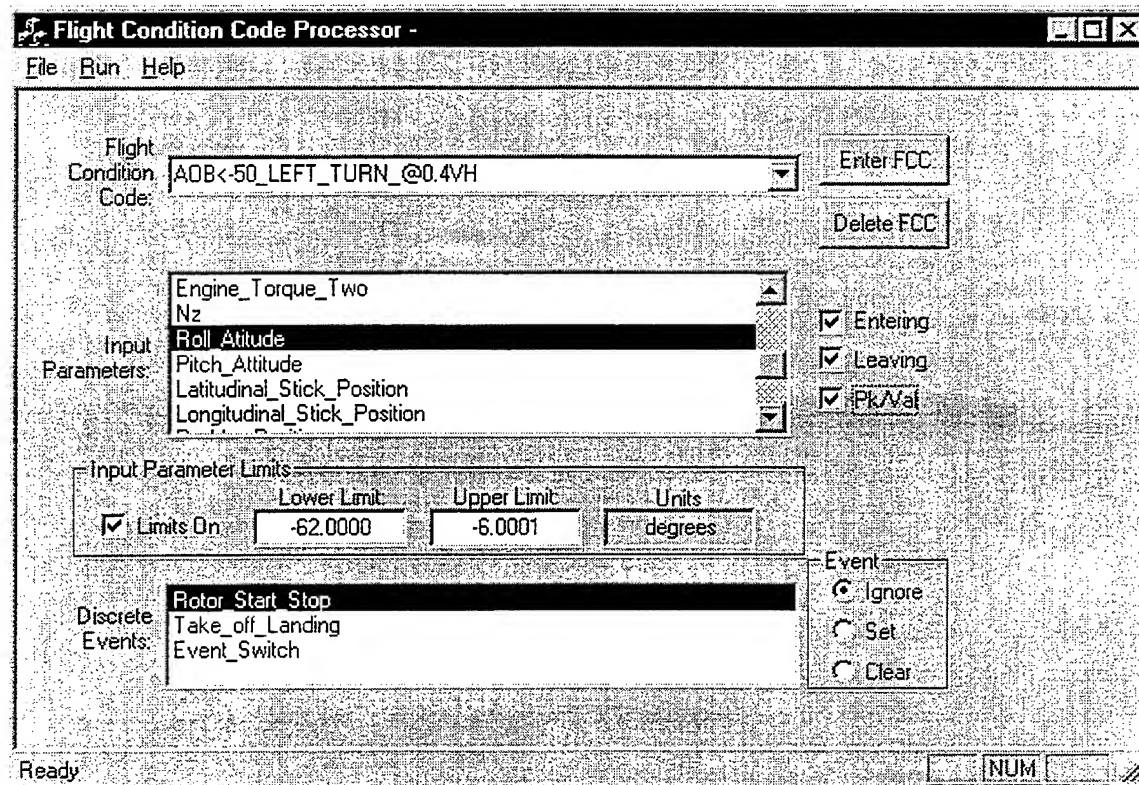 Flight Condition Code Processor -
File Run Help
Flight
Condition
Code:
AOB<-50_LEFT_TURN_@0.4VH
Enter FCC
Delete FCC
Input
Parameters:
Engine_Torque_Two
Nz
Roll_Atitude
Pitch_Attitude
Latitudinal_Stick_Position
Longitudinal_Stick_Position
Entering
Leaving
Pk/Val
Input Parameter Limits
Lower Limit Upper Limit Units
Limits On -62.0000 -6.0001 degrees
Discrete
Events:
Rotor_Start_Stop
Take_off_Landing
Event_Switch
Event
Ignore
Set
Clear
Ready NUM